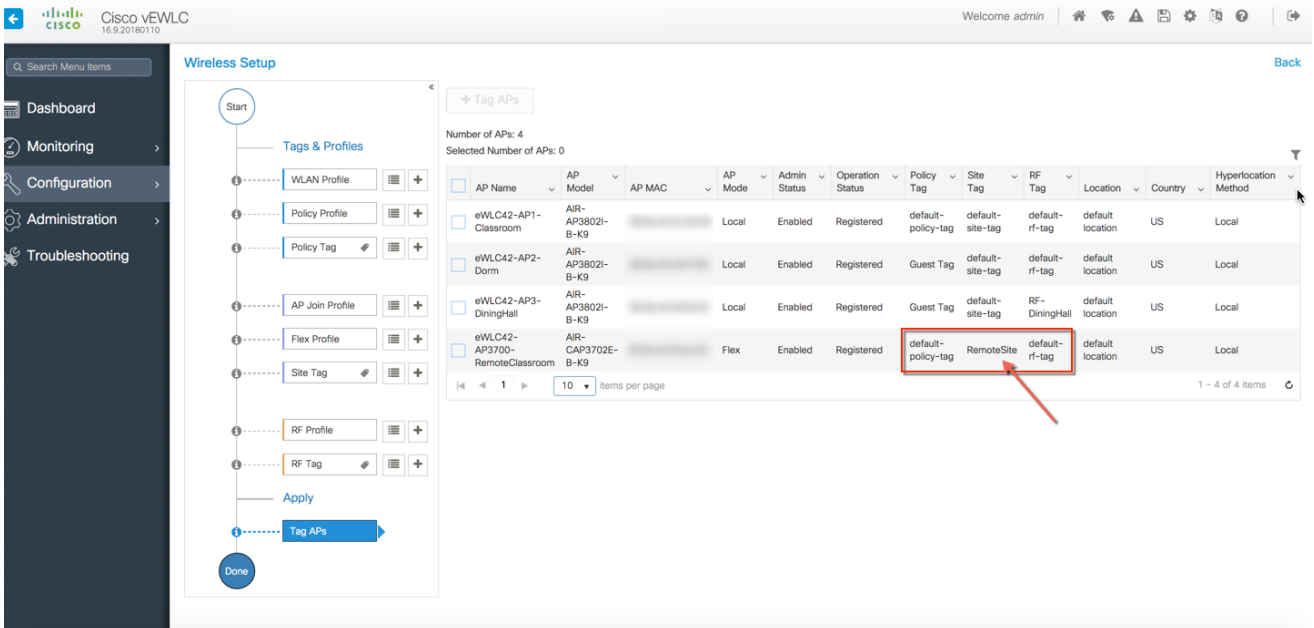 CISCO
Cisco vEWLC
16.9.20180110
Welcome admin
Search Menu Items
Dashboard
Monitoring
Configuration
Administration
Troubleshooting
Wireless Setup
Back
Start
Tags & Profiles
WLAN Profile
Policy Profile
Policy Tag
AP Join Profile
Flex Profile
Site Tag
RF Profile
RF Tag
Apply
Tag APs
Done
+ Tag APs
Number of APs: 4
Selected Number of APs: 0
AP Name AP Model AP MAC AP Mode Admin Status Operation Status Policy Tag Site Tag RF Tag Location Country Hyperlocation Method
eWLC42-AP1-Classroom AIR-AP3802I-B-K9 Local Enabled Registered default-policy-tag default-site-tag default-rf-tag default location US Local
eWLC42-AP2-Dorm AIR-AP3802I-B-K9 Local Enabled Registered Guest Tag default-site-tag default-rf-tag default location US Local
eWLC42-AP3-DiningHall AIR-AP3802I-B-K9 Local Enabled Registered Guest Tag default-site-tag RF-DiningHall default location US Local
eWLC42-AP3700-RemoteClassroom AIR-CAP3702E-B-K9 Flex Enabled Registered default-policy-tag RemoteSite default-rf-tag default location US Local
1 10 items per page 1 - 4 of 4 items